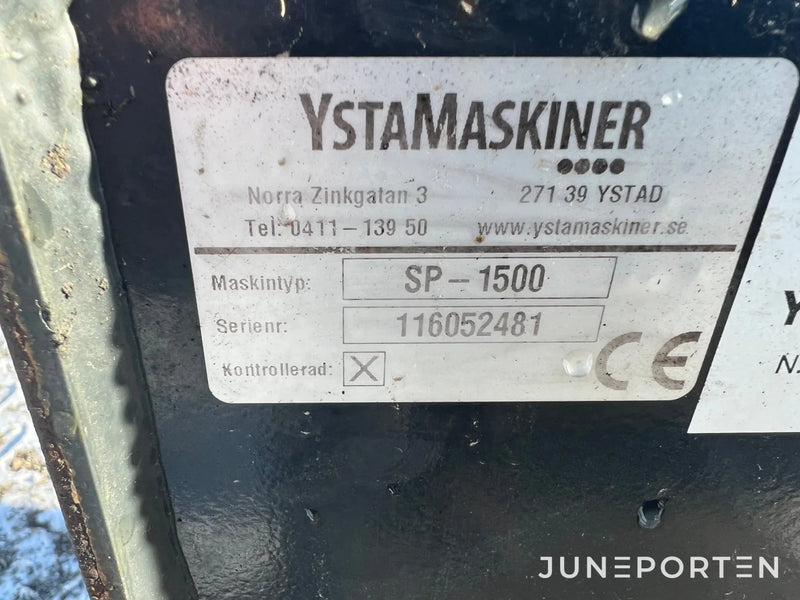 YSTAMASKINER
Norra Zinkgatan 3 271 39 YSTAD
Tel: 0411-139 50 www.ystamaskiner.se
Maskintyp: SP-1500
Serienr: 116052481
Kontrollerad: X CE
JUNEPORTEN